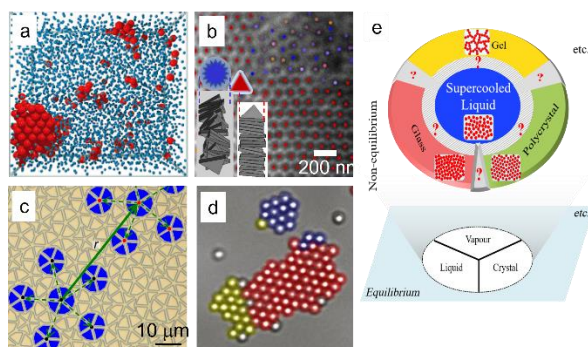 a
b
200 nm
c
r
10 μm
d
e
Gel
etc.
?
?
Supercooled
Liquid
?
?
Glass
?
Polycrystal
Non-equilibrium
etc.
Vapour
Liquid
Crystal
Equilibrium